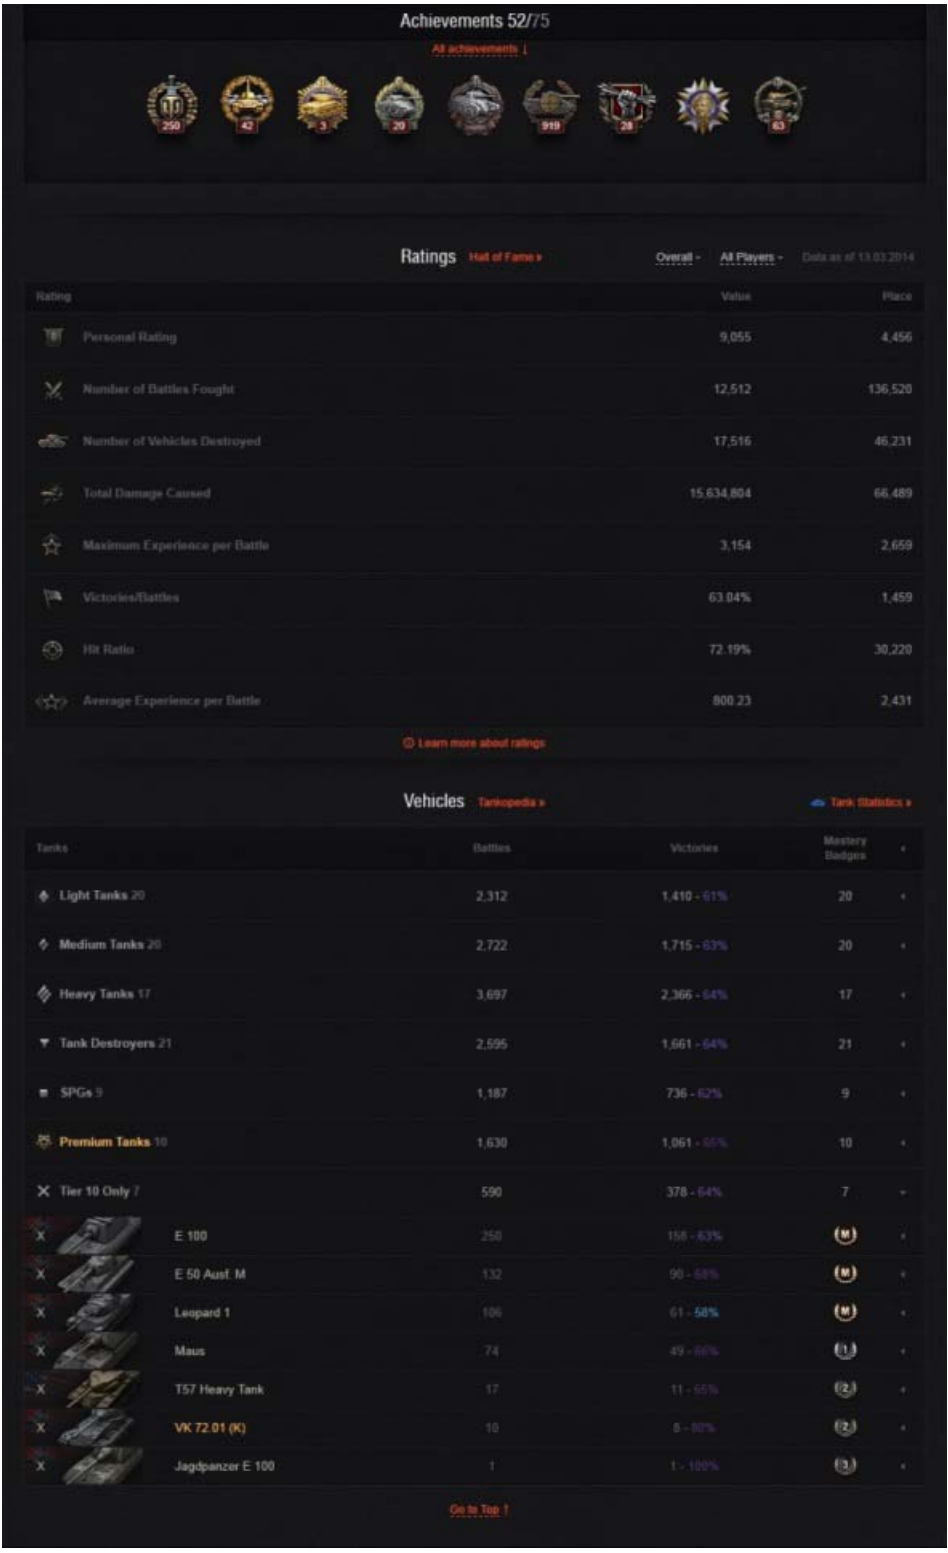 Achievements 52/75
All achievements ↓
250 42 3 20 919 28 63
Ratings Hall of Fame » Overall - All Players - Data as of 13.03.2014
Rating Value Place
Personal Rating 9,055 4,456
Number of Battles Fought 12,512 136,520
Number of Vehicles Destroyed 17,516 46,231
Total Damage Caused 15,634,804 66,489
Maximum Experience per Battle 3,154 2,659
Victories/Battles 63.04% 1,459
Hit Ratio 72.19% 30,220
Average Experience per Battle 800.23 2,431
Learn more about ratings
Vehicles Tankopedia » Tank Statistics »
Tanks Battles Victories Mastery
Badges
Light Tanks 20 2,312 1,410 - 61% 20
Medium Tanks 20 2,722 1,715 - 63% 20
Heavy Tanks 17 3,697 2,366 - 64% 17
Tank Destroyers 21 2,595 1,661 - 64% 21
SPGs 9 1,187 736 - 62% 9
Premium Tanks 10 1,630 1,061 - 65% 10
Tier 10 Only 7 590 378 - 64% 7
X E 100 250 158 - 63% M
X E 50 Ausf. M 132 90 - 68% M
X Leopard 1 106 61 - 58% M
X Maus 74 49 - 66% 1
X T57 Heavy Tank 17 11 - 65% 2
X VK 72.01 (K) 10 8 - 80% 2
X Jagdpanzer E 100 1 1 - 100% 3
Go to Top ↑